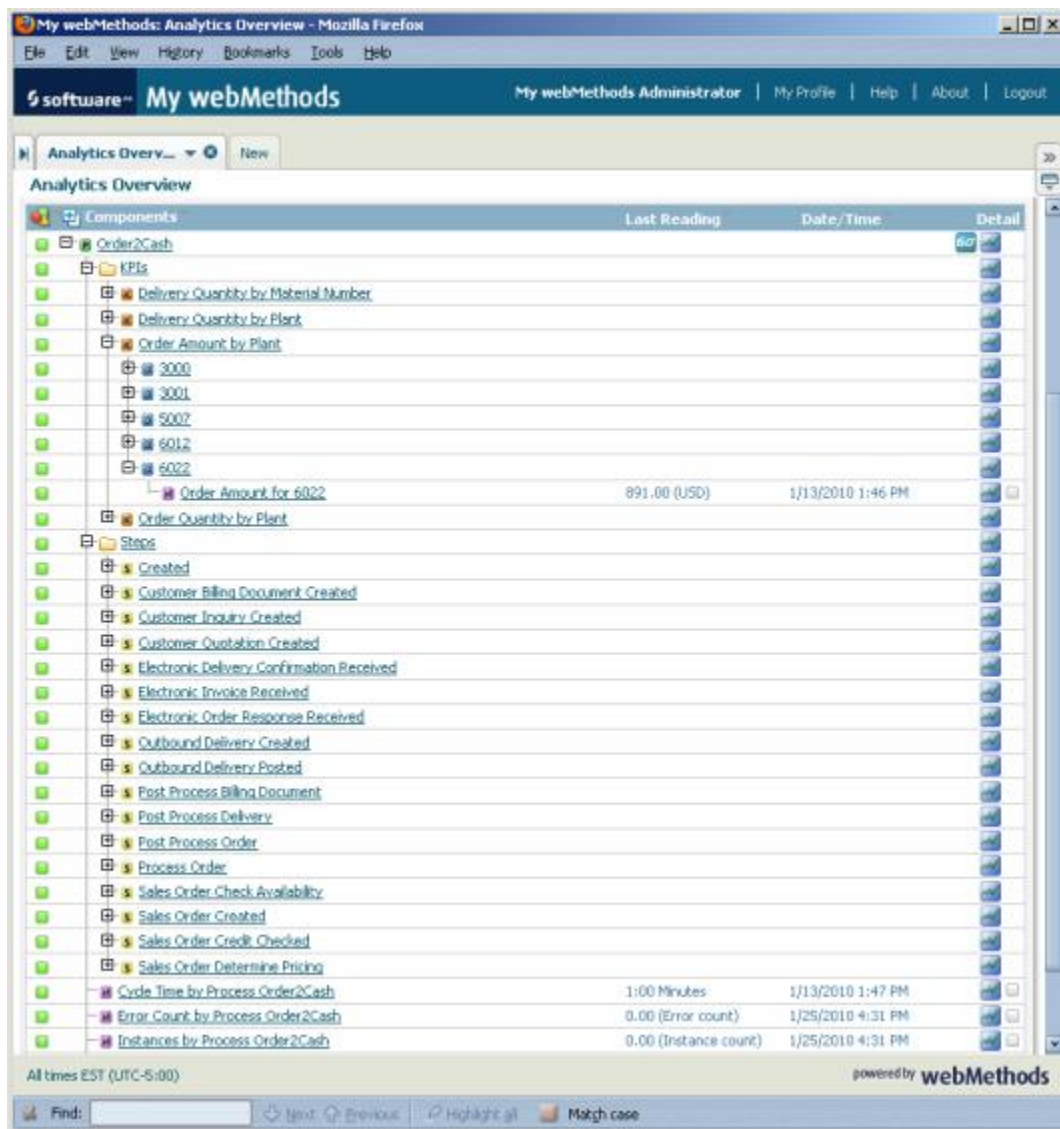 My webMethods: Analytics Overview - Mozilla Firefox
File Edit View History Bookmarks Tools Help
software My webMethods My webMethods Administrator | My Profile | Help | About | Logout
Analytics Overv... New
Analytics Overview
Components Last Reading Date/Time Detail
Order2Cash 6σ
KPIs
Delivery Quantity by Material Number
Delivery Quantity by Plant
Order Amount by Plant
3000
3001
5007
6012
6022
Order Amount for 6022 891.00 (USD) 1/13/2010 1:46 PM
Order Quantity by Plant
Steps
S Created
S Customer Billing Document Created
S Customer Inquiry Created
S Customer Quotation Created
S Electronic Delivery Confirmation Received
S Electronic Invoice Received
S Electronic Order Response Received
S Outbound Delivery Created
S Outbound Delivery Posted
S Post Process Billing Document
S Post Process Delivery
S Post Process Order
S Process Order
S Sales Order Check Availability
S Sales Order Created
S Sales Order Credit Checked
S Sales Order Determine Pricing
Cycle Time by Process Order2Cash 1:00 Minutes 1/13/2010 1:47 PM
Error Count by Process Order2Cash 0.00 (Error count) 1/25/2010 4:31 PM
Instances by Process Order2Cash 0.00 (Instance count) 1/25/2010 4:31 PM
All times EST (UTC-5:00) powered by webMethods
Find: Next Previous Highlight all Match case